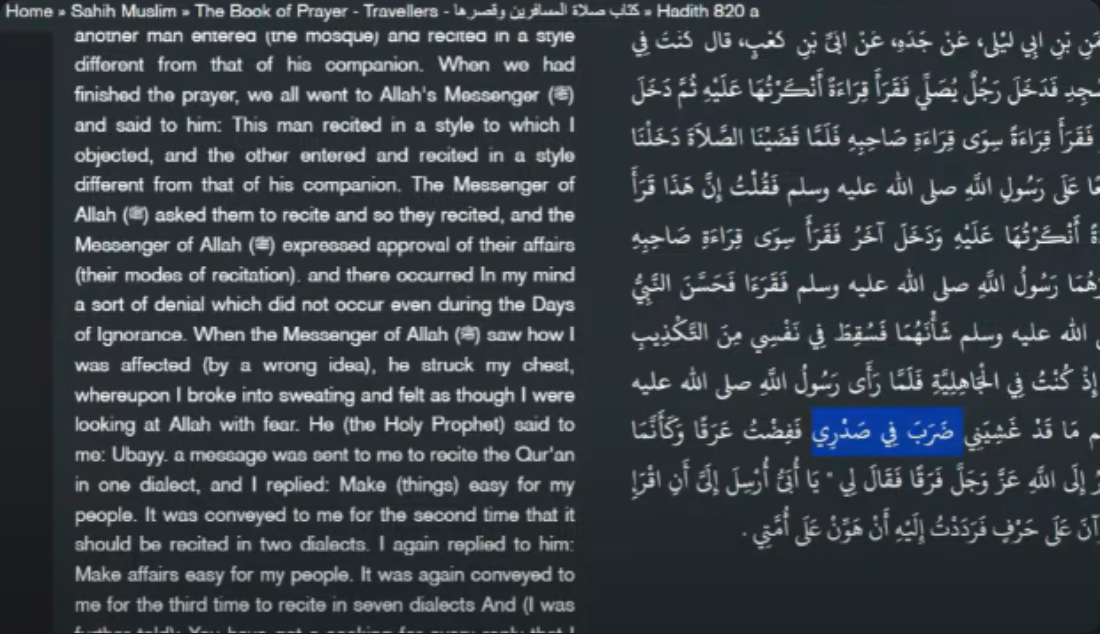 Home » Sahih Muslim » The Book of Prayer - Travellers - كتاب صلاة المسافرين وقصرها » Hadith 820 a
another man entered (the mosque) and recited in a style
different from that of his companion. When we had
finished the prayer, we all went to Allah's Messenger (ﷺ)
and said to him: This man recited in a style to which I
objected, and the other entered and recited in a style
different from that of his companion. The Messenger of
Allah (ﷺ) asked them to recite and so they recited, and the
Messenger of Allah (ﷺ) expressed approval of their affairs
(their modes of recitation). and there occurred In my mind
a sort of denial which did not occur even during the Days
of Ignorance. When the Messenger of Allah (ﷺ) saw how I
was affected (by a wrong idea), he struck my chest,
whereupon I broke into sweating and felt as though I were
looking at Allah with fear. He (the Holy Prophet) said to
me: Ubayy. a message was sent to me to recite the Qur'an
in one dialect, and I replied: Make (things) easy for my
people. It was conveyed to me for the second time that it
should be recited in two dialects. I again replied to him:
Make affairs easy for my people. It was again conveyed to
me for the third time to recite in seven dialects And (I was
بْنِ أَبِي لَيْلَى، عَنْ جَدِّهِ، عَنْ أُبَىِّ بْنِ كَعْبٍ، قَالَ كُنْتُ فِي
فَدَخَلَ رَجُلٌ يُصَلِّي فَقَرَأَ قِرَاءَةً أَنْكَرْتُهَا عَلَيْهِ ثُمَّ دَخَلَ
فَقَرَأَ قِرَاءَةً سِوَى قِرَاءَةِ صَاحِبِهِ فَلَمَّا قَضَيْنَا الصَّلاَةَ دَخَلْنَا
عَلَى رَسُولِ اللَّهِ صلى الله عليه وسلم فَقُلْتُ إِنَّ هَذَا قَرَأَ
أَنْكَرْتُهَا عَلَيْهِ وَدَخَلَ آخَرُ فَقَرَأَ سِوَى قِرَاءَةِ صَاحِبِهِ
رَسُولُ اللَّهِ صلى الله عليه وسلم فَقَرَءَا فَحَسَّنَ النَّبِيُّ
الله عليه وسلم شَأْنَهُمَا فَسُقِطَ فِي نَفْسِي مِنَ التَّكْذِيبِ
إِذْ كُنْتُ فِي الْجَاهِلِيَّةِ فَلَمَّا رَأَى رَسُولُ اللَّهِ صلى الله عليه
مَا قَدْ غَشِيَنِي ضَرَبَ فِي صَدْرِي فَفِضْتُ عَرَقًا وَكَأَنَّمَا
إِلَى اللَّهِ عَزَّ وَجَلَّ فَرَقًا فَقَالَ لِي " يَا أُبَىُّ أُرْسِلَ إِلَىَّ أَنِ اقْرَإِ
عَلَى حَرْفٍ فَرَدَدْتُ إِلَيْهِ أَنْ هَوِّنْ عَلَى أُمَّتِي .